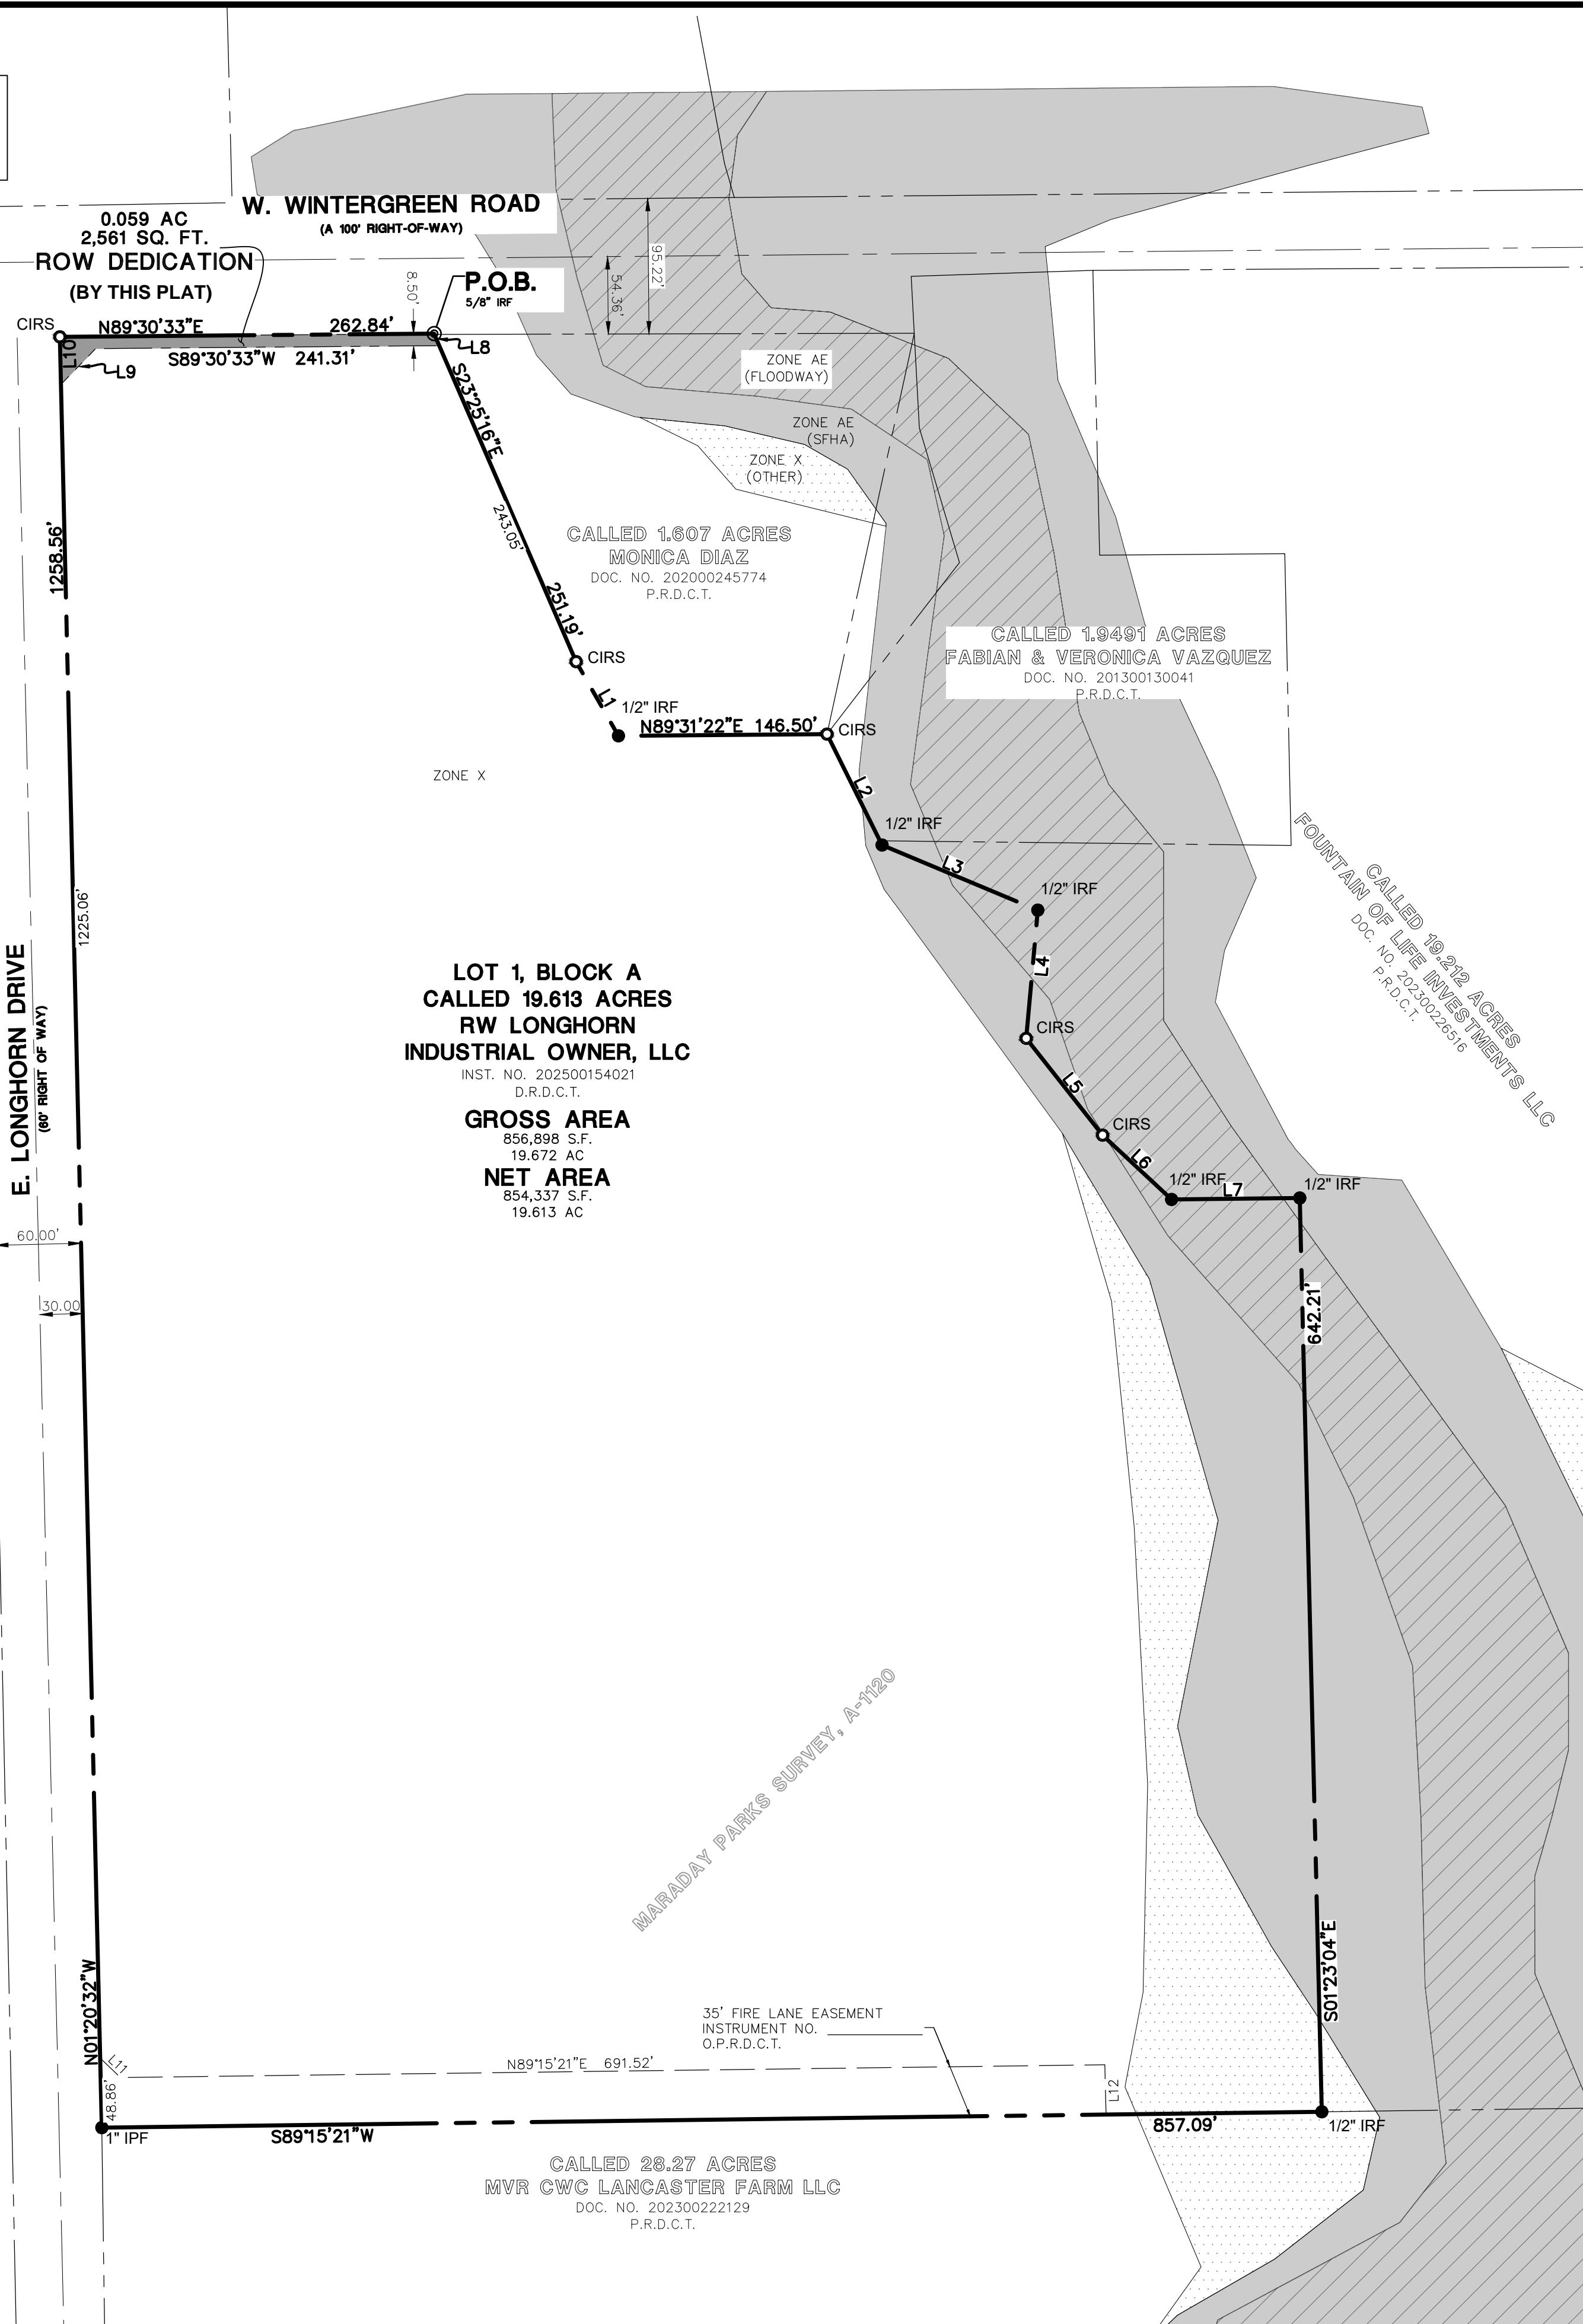 W. WINTERGREEN ROAD
(A 100' RIGHT-OF-WAY)
0.059 AC
2,561 SQ. FT.
ROW DEDICATION
(BY THIS PLAT)
95.22'
54.36'
8.50'
P.O.B.
5/8" IRF
CIRS
N89°30'33"E
262.84'
L8
S89°30'33"W 241.31'
L10
L9
ZONE AE
(FLOODWAY)
ZONE AE
(SFHA)
ZONE X
(OTHER)
S23°25'16"E
243.05'
251.19'
1258.56'
CALLED 1.607 ACRES
MONICA DIAZ
DOC. NO. 202000245774
P.R.D.C.T.
CALLED 1.9491 ACRES
FABIAN & VERONICA VAZQUEZ
DOC. NO. 201300130041
P.R.D.C.T.
CIRS
L1
1/2" IRF
N89°31'22"E 146.50'
CIRS
ZONE X
L2
1/2" IRF
L3
1/2" IRF
L4
CIRS
L5
CIRS
L6
1/2" IRF
L7
1/2" IRF
CALLED 19.212 ACRES
FOUNTAIN OF LIFE INVESTMENTS LLC
DOC. NO. 202300226516
P.R.D.C.T.
1225.06'
E. LONGHORN DRIVE
(60' RIGHT OF WAY)
LOT 1, BLOCK A
CALLED 19.613 ACRES
RW LONGHORN
INDUSTRIAL OWNER, LLC
INST. NO. 202500154021
D.R.D.C.T.
GROSS AREA
856,898 S.F.
19.672 AC
NET AREA
854,337 S.F.
19.613 AC
60.00'
30.00
642.21'
MARADAY PARKS SURVEY, A-1120
S01°23'04"E
N01°20'32"W
35' FIRE LANE EASEMENT
INSTRUMENT NO.
O.P.R.D.C.T.
L11
N89°15'21"E 691.52'
L12
48.86'
1" IPF
S89°15'21"W
857.09'
1/2" IRF
CALLED 28.27 ACRES
MVR CWC LANCASTER FARM LLC
DOC. NO. 202300222129
P.R.D.C.T.